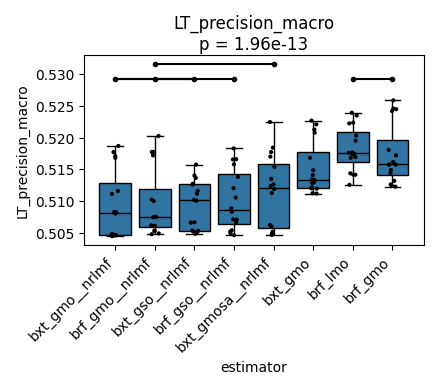 LT_precision_macro
p = 1.96e-13
LT_precision_macro
0.530
0.525
0.520
0.515
0.510
0.505
bxt_gmo__nrlmf
brf_gmo__nrlmf
bxt_gso__nrlmf
brf_gso__nrlmf
bxt_gmosa__nrlmf
bxt_gmo
brf_lmo
brf_gmo
estimator